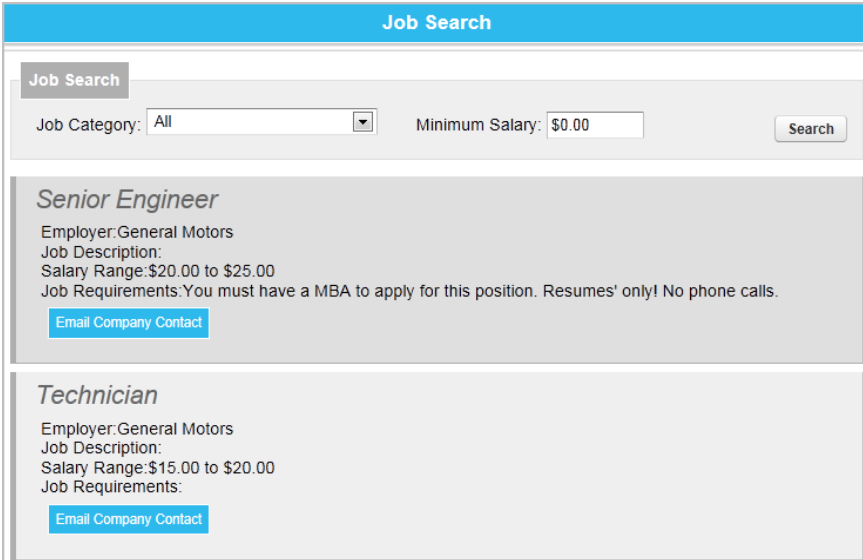 Job Search
Job Search
Job Category: All Minimum Salary: $0.00 Search
Senior Engineer
Employer:General Motors
Job Description:
Salary Range:$20.00 to $25.00
Job Requirements:You must have a MBA to apply for this position. Resumes' only! No phone calls.
Email Company Contact
Technician
Employer:General Motors
Job Description:
Salary Range:$15.00 to $20.00
Job Requirements:
Email Company Contact